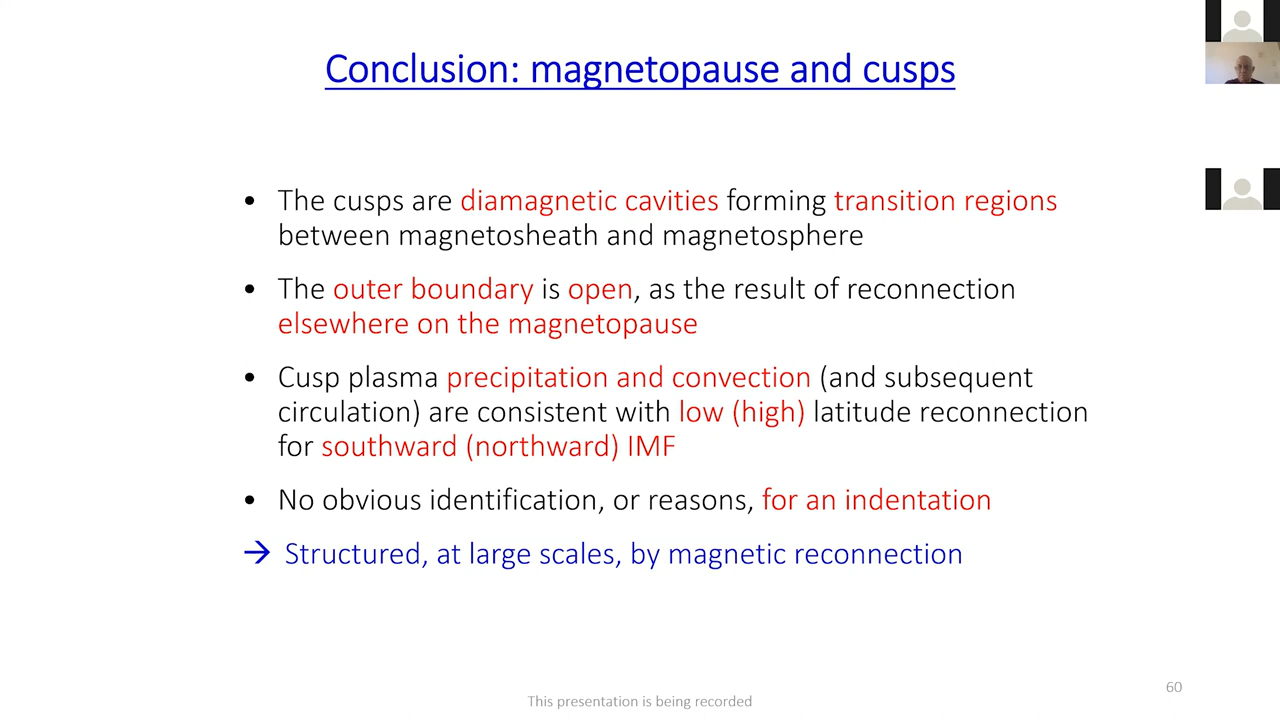 Conclusion: magnetopause and cusps
• The cusps are diamagnetic cavities forming transition regions
between magnetosheath and magnetosphere
• The outer boundary is open, as the result of reconnection
elsewhere on the magnetopause
• Cusp plasma precipitation and convection (and subsequent
circulation) are consistent with low (high) latitude reconnection
for southward (northward) IMF
• No obvious identification, or reasons, for an indentation
→ Structured, at large scales, by magnetic reconnection
60
This presentation is being recorded